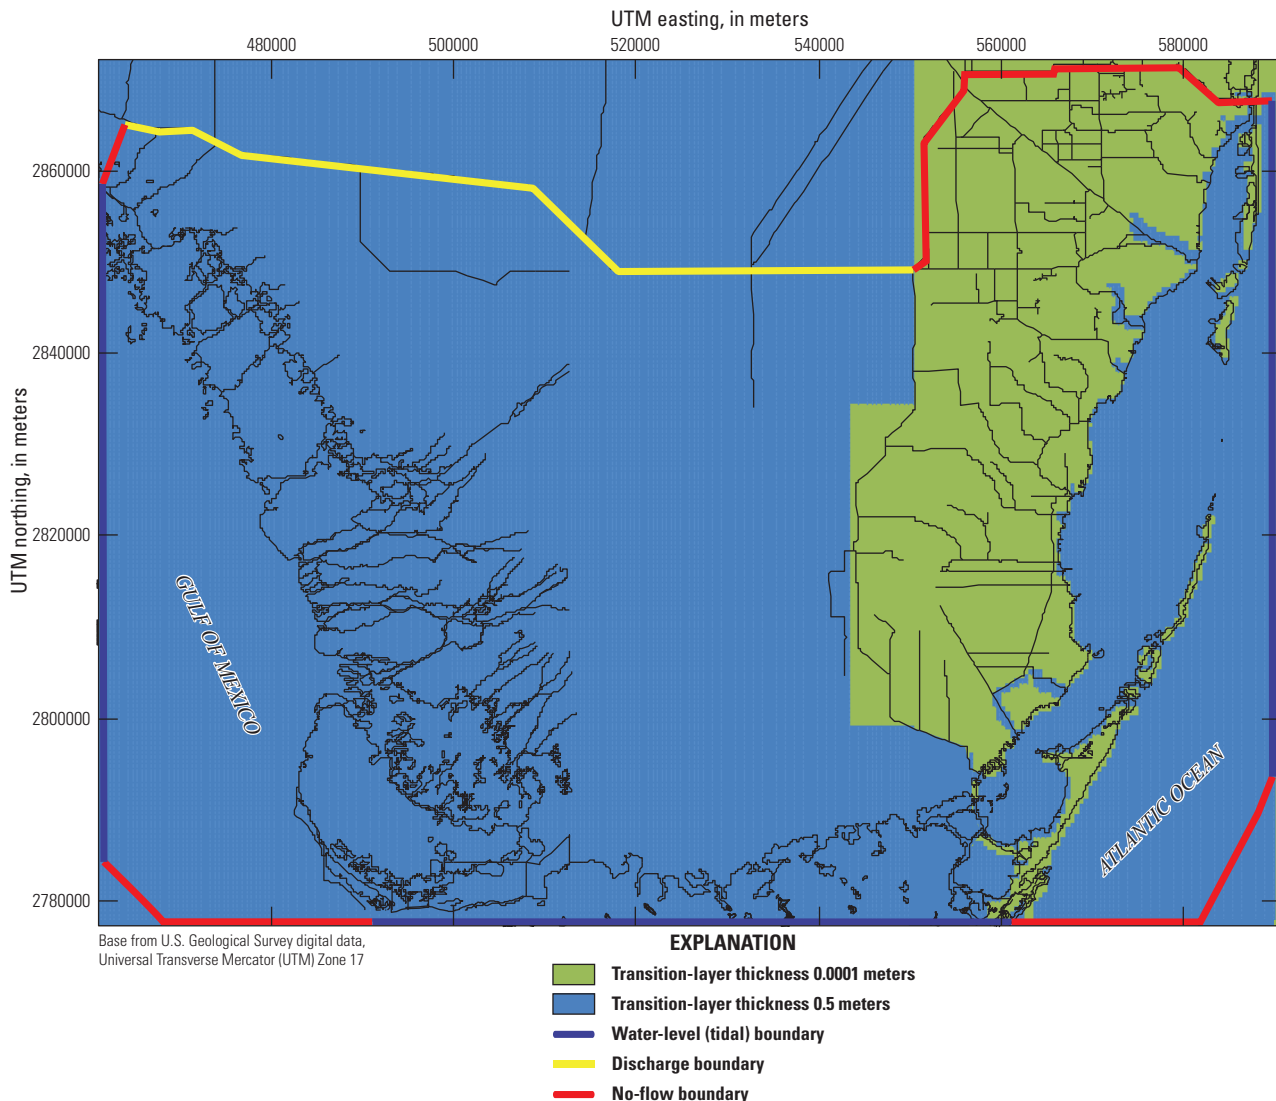 UTM easting, in meters
480000
500000
520000
540000
560000
580000
UTM northing, in meters
2860000
2840000
2820000
2800000
2780000
GULF OF MEXICO
ATLANTIC OCEAN
Base from U.S. Geological Survey digital data,
Universal Transverse Mercator (UTM) Zone 17
EXPLANATION
Transition-layer thickness 0.0001 meters
Transition-layer thickness 0.5 meters
Water-level (tidal) boundary
Discharge boundary
No-flow boundary